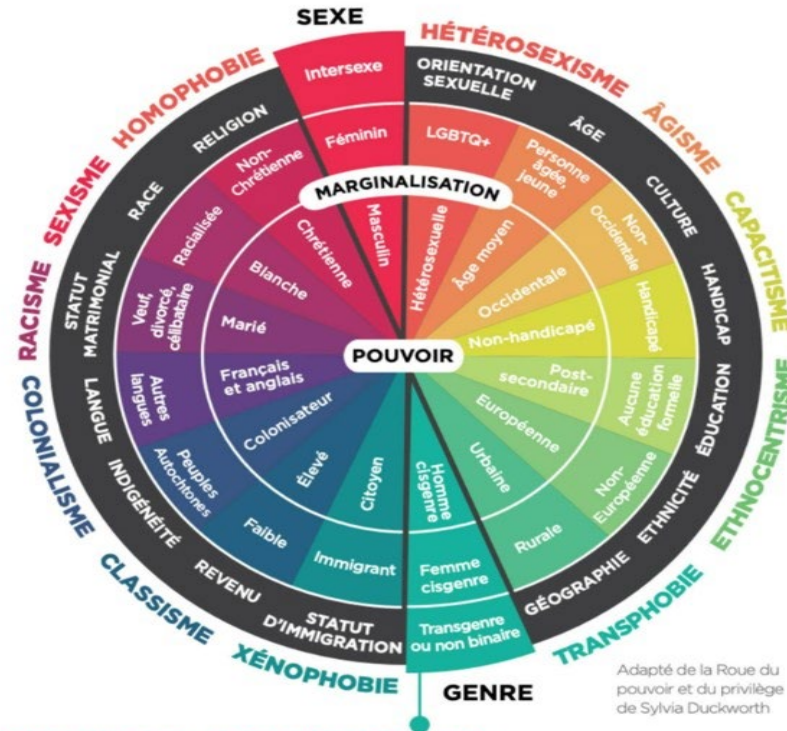 SEXE
HÉTÉROSEXISME
ÂGISME
CAPACITISME
ETHNOCENTRISME
TRANSPHOBIE
GENRE
XÉNOPHOBIE
CLASSISME
COLONIALISME
RACISME
SEXISME
HOMOPHOBIE
Intersexe
Féminin
Masculin
ORIENTATION
SEXUELLE
LGBTQ+
Hétérosexuelle
ÂGE
Personne
âgée,
jeune
Âge moyen
CULTURE
Non-
Occidentale
Occidentale
HANDICAP
Handicapé
Non-handicapé
ÉDUCATION
Aucune
éducation
formelle
Post-
secondaire
ETHNICITÉ
Non-
Européenne
Européenne
GÉOGRAPHIE
Rurale
Urbaine
Homme
cisgenre
Femme
cisgenre
Transgenre
ou non binaire
STATUT
D'IMMIGRATION
Immigrant
Citoyen
REVENU
Faible
Élevé
INDIGÉNÉITÉ
Peuples
Autochtones
Colonisateur
LANGUE
Autres
langues
Français
et anglais
STATUT
MATRIMONIAL
Veuf,
divorcé,
célibataire
Marié
RACE
Racialisée
Blanche
RELIGION
Non-
Chrétienne
Chrétienne
MARGINALISATION
POUVOIR
Adapté de la Roue du
pouvoir et du privilège
de Sylvia Duckworth